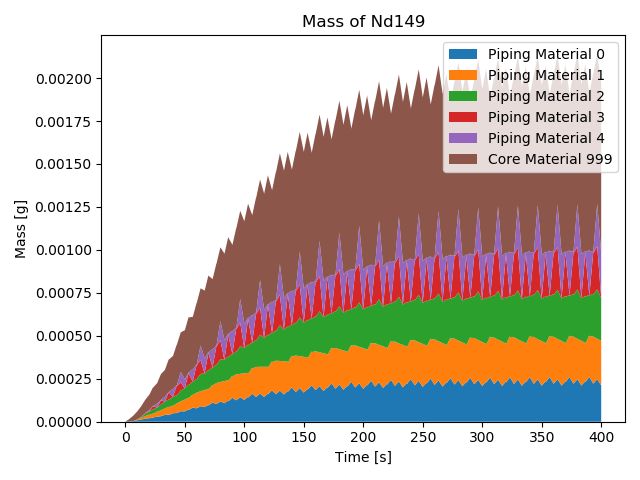 Mass of Nd149
Mass [g]
0.00200
0.00175
0.00150
0.00125
0.00100
0.00075
0.00050
0.00025
0.00000
Piping Material 0
Piping Material 1
Piping Material 2
Piping Material 3
Piping Material 4
Core Material 999
0 50 100 150 200 250 300 350 400
Time [s]